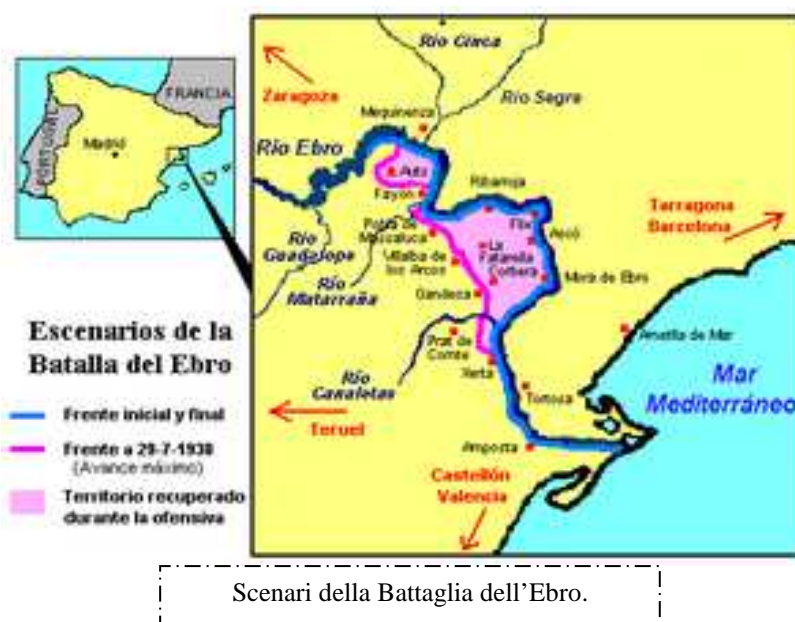 Río Cinca
Zaragoza
Río Segre
Mequinenza
FRANCIA
PORTUGAL
Madrid
Río Ebro
Fayón
Ribarroja
Flix
Ascó
Tarragona
Barcelona
Río
Guadalope
Río
Matarraña
Villalba de
los Arcos
La
Fatarella
Corbera
Mora de Ebro
Gandesa
Escenarios de la
Batalla del Ebro
Prat de
Comte
Xerta
Río
Canaletas
Ametlla de Mar
Mar
Mediterráneo
Frente inicial y final
Tortosa
Teruel
Frente a 29-7-1938
(Avance máximo)
Amposta
Castellón
Valencia
Territorio recuperado
durante la ofensiva
Scenari della Battaglia dell’Ebro.